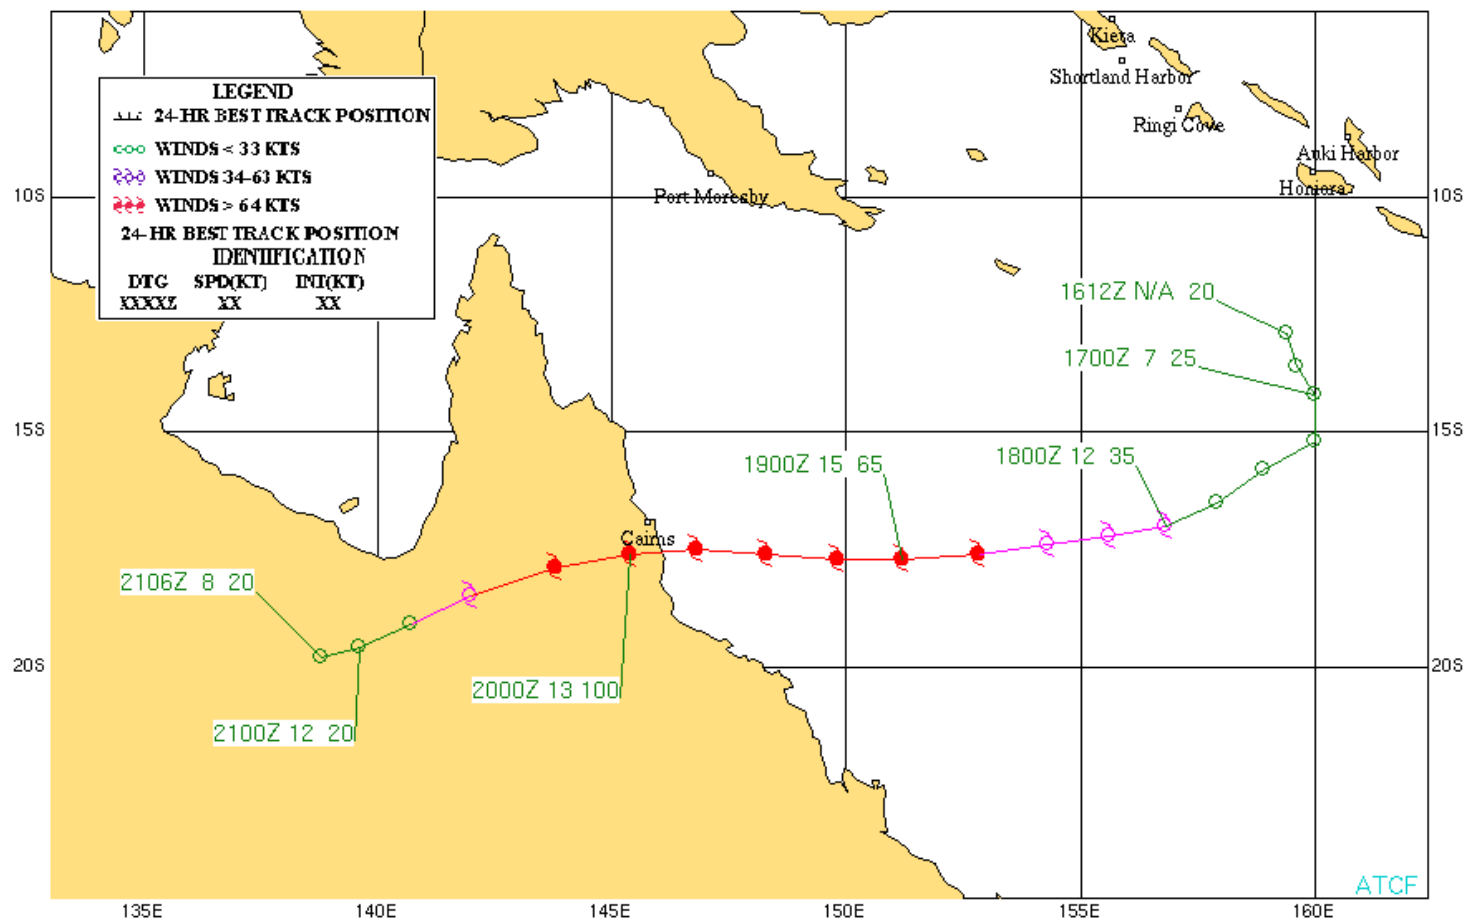 Kieta
Shortland Harbor
LEGEND
24-HR BEST TRACK POSITION
WINDS < 33 KTS
WINDS 34-63 KTS
WINDS > 64 KTS
24-HR BEST TRACK POSITION
IDENTIFICATION
DTG SPD(KT) INT(KT)
XXXXZ XX XX
Ringi Cove
Auki Harbor
Honiora
Port Moresby
10S
10S
1612Z N/A 20
1700Z 7 25
15S
15S
1900Z 15 65
1800Z 12 35
Cairns
2106Z 8 20
20S
20S
2000Z 13 100
2100Z 12 20
ATCF
135E
140E
145E
150E
155E
160E